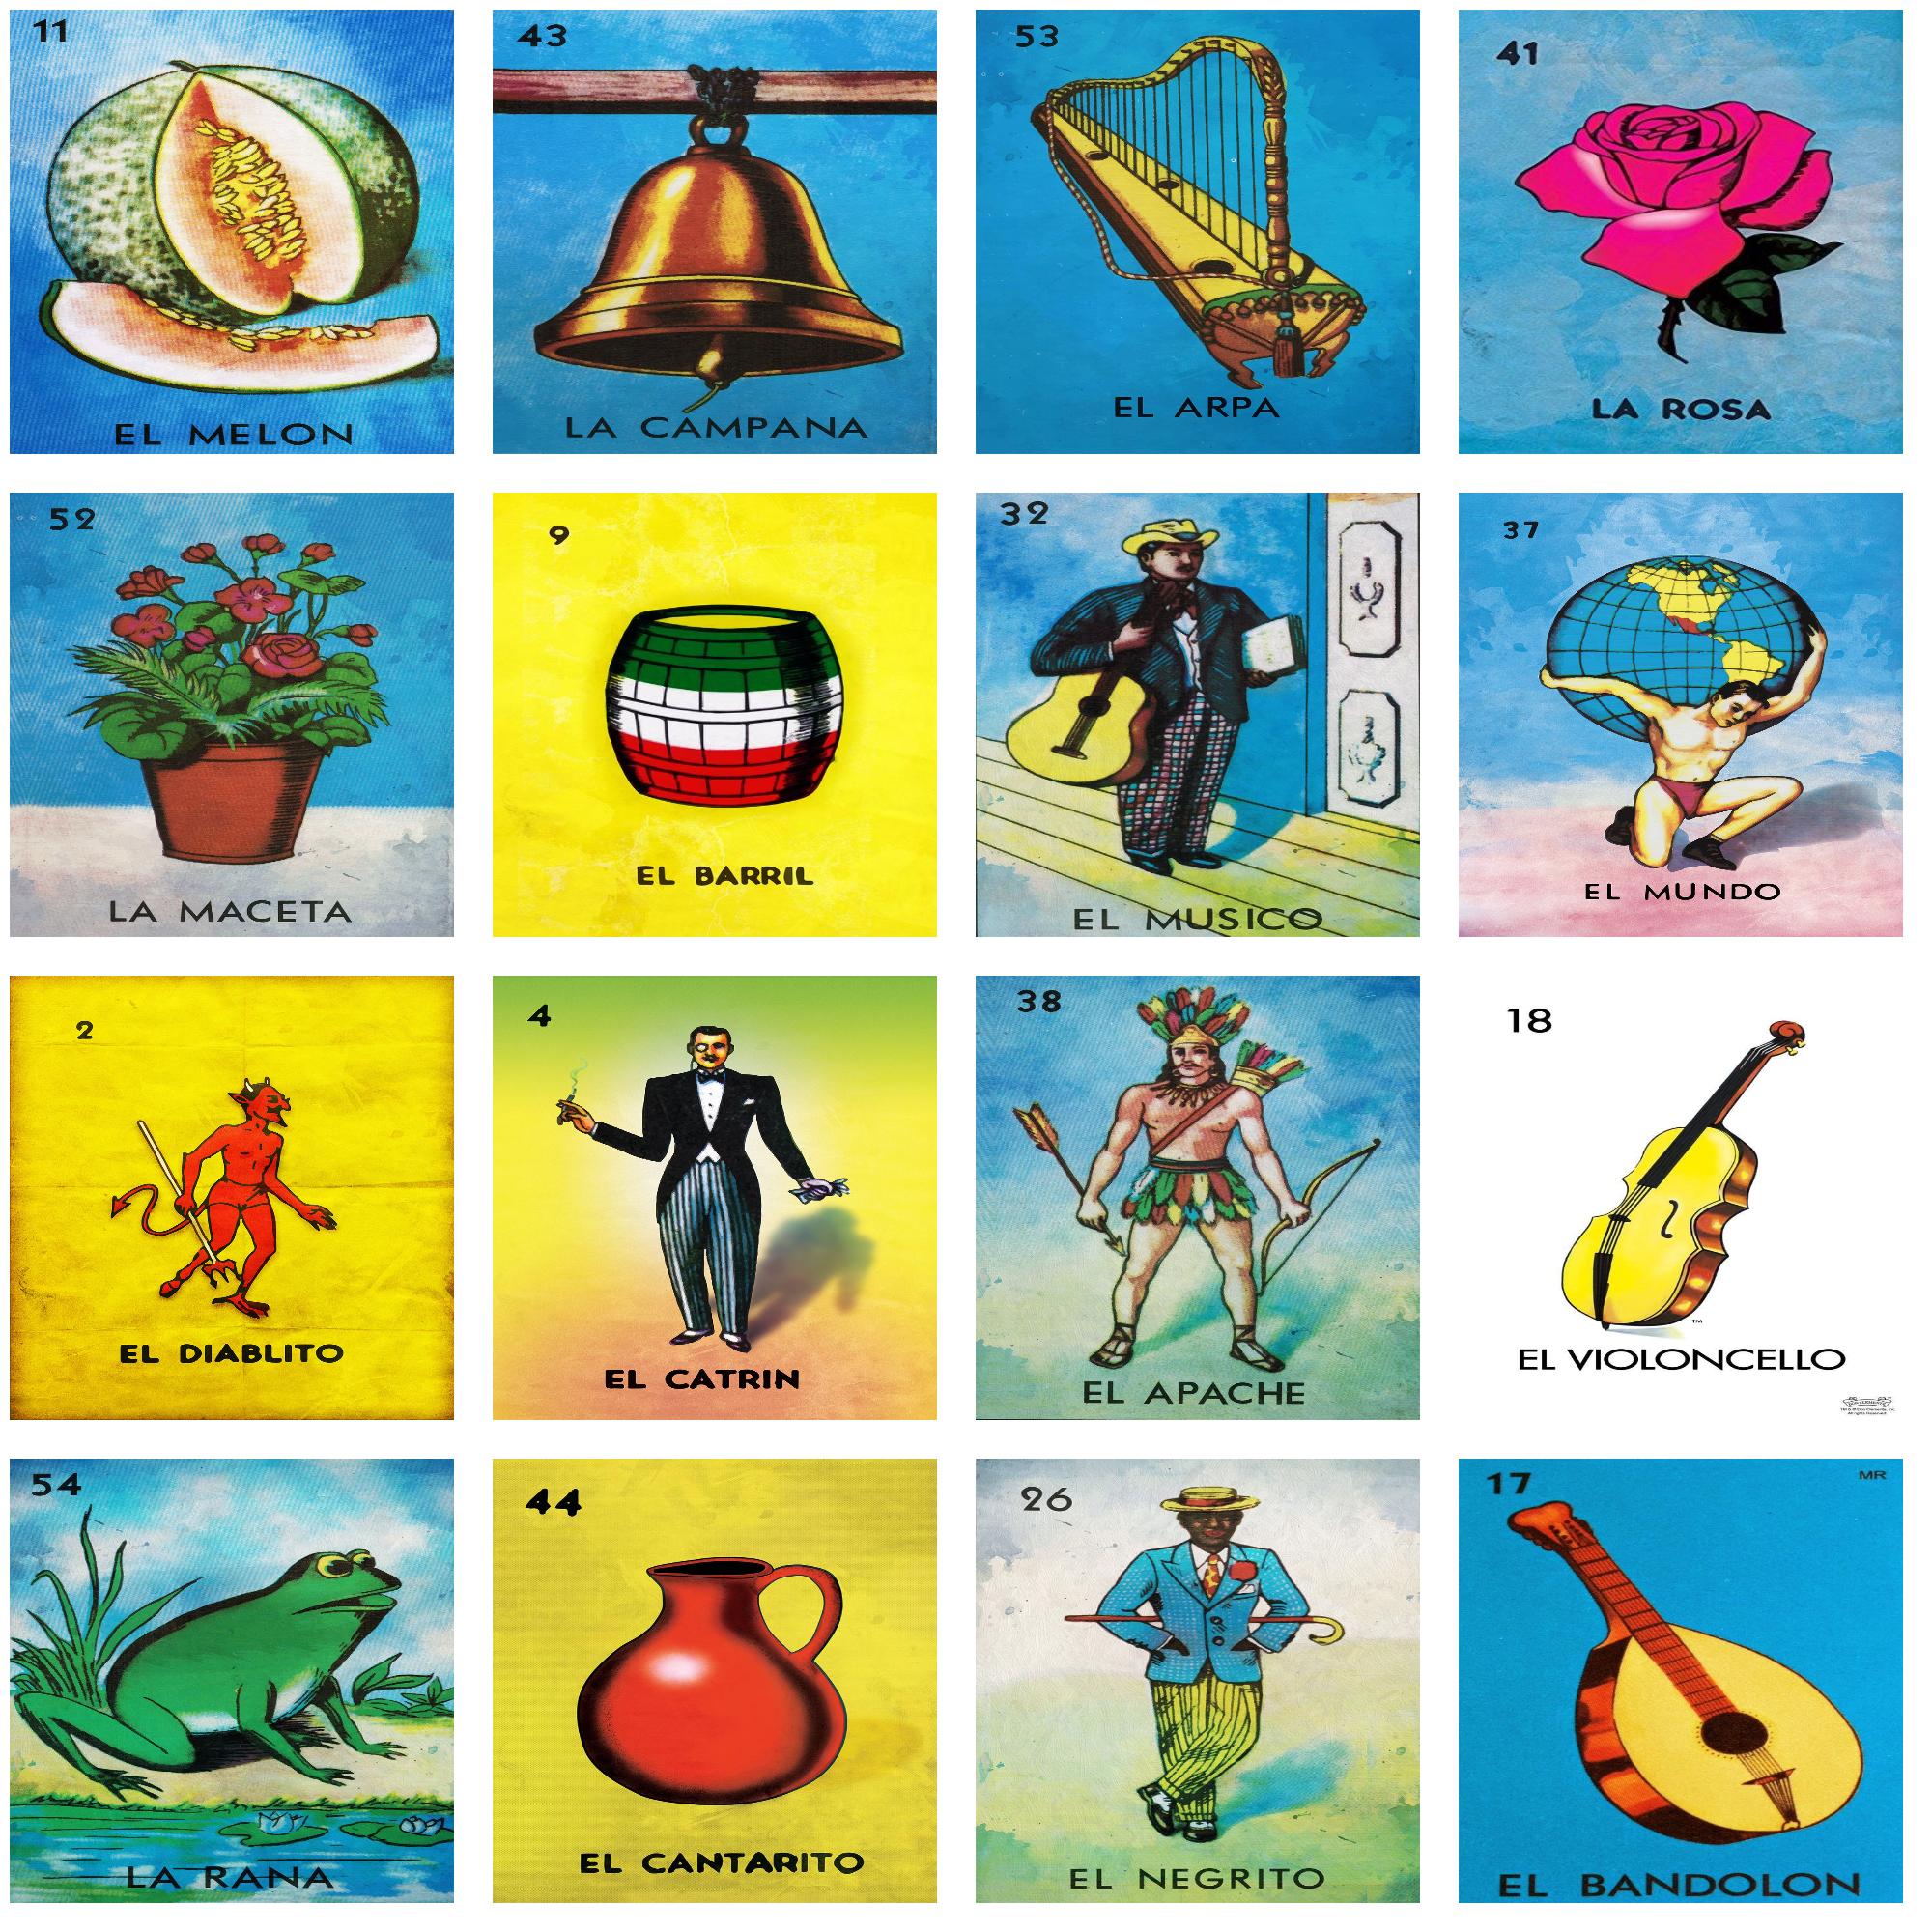 11
EL MELON
43
LA CAMPANA
53
EL ARPA
41
LA ROSA
52
LA MACETA
9
EL BARRIL
32
EL MUSICO
37
EL MUNDO
2
EL DIABLITO
4
EL CATRIN
38
EL APACHE
18
TM
EL VIOLONCELLO
54
LA RANA
44
EL CANTARITO
26
EL NEGRITO
17
MR
EL BANDOLON